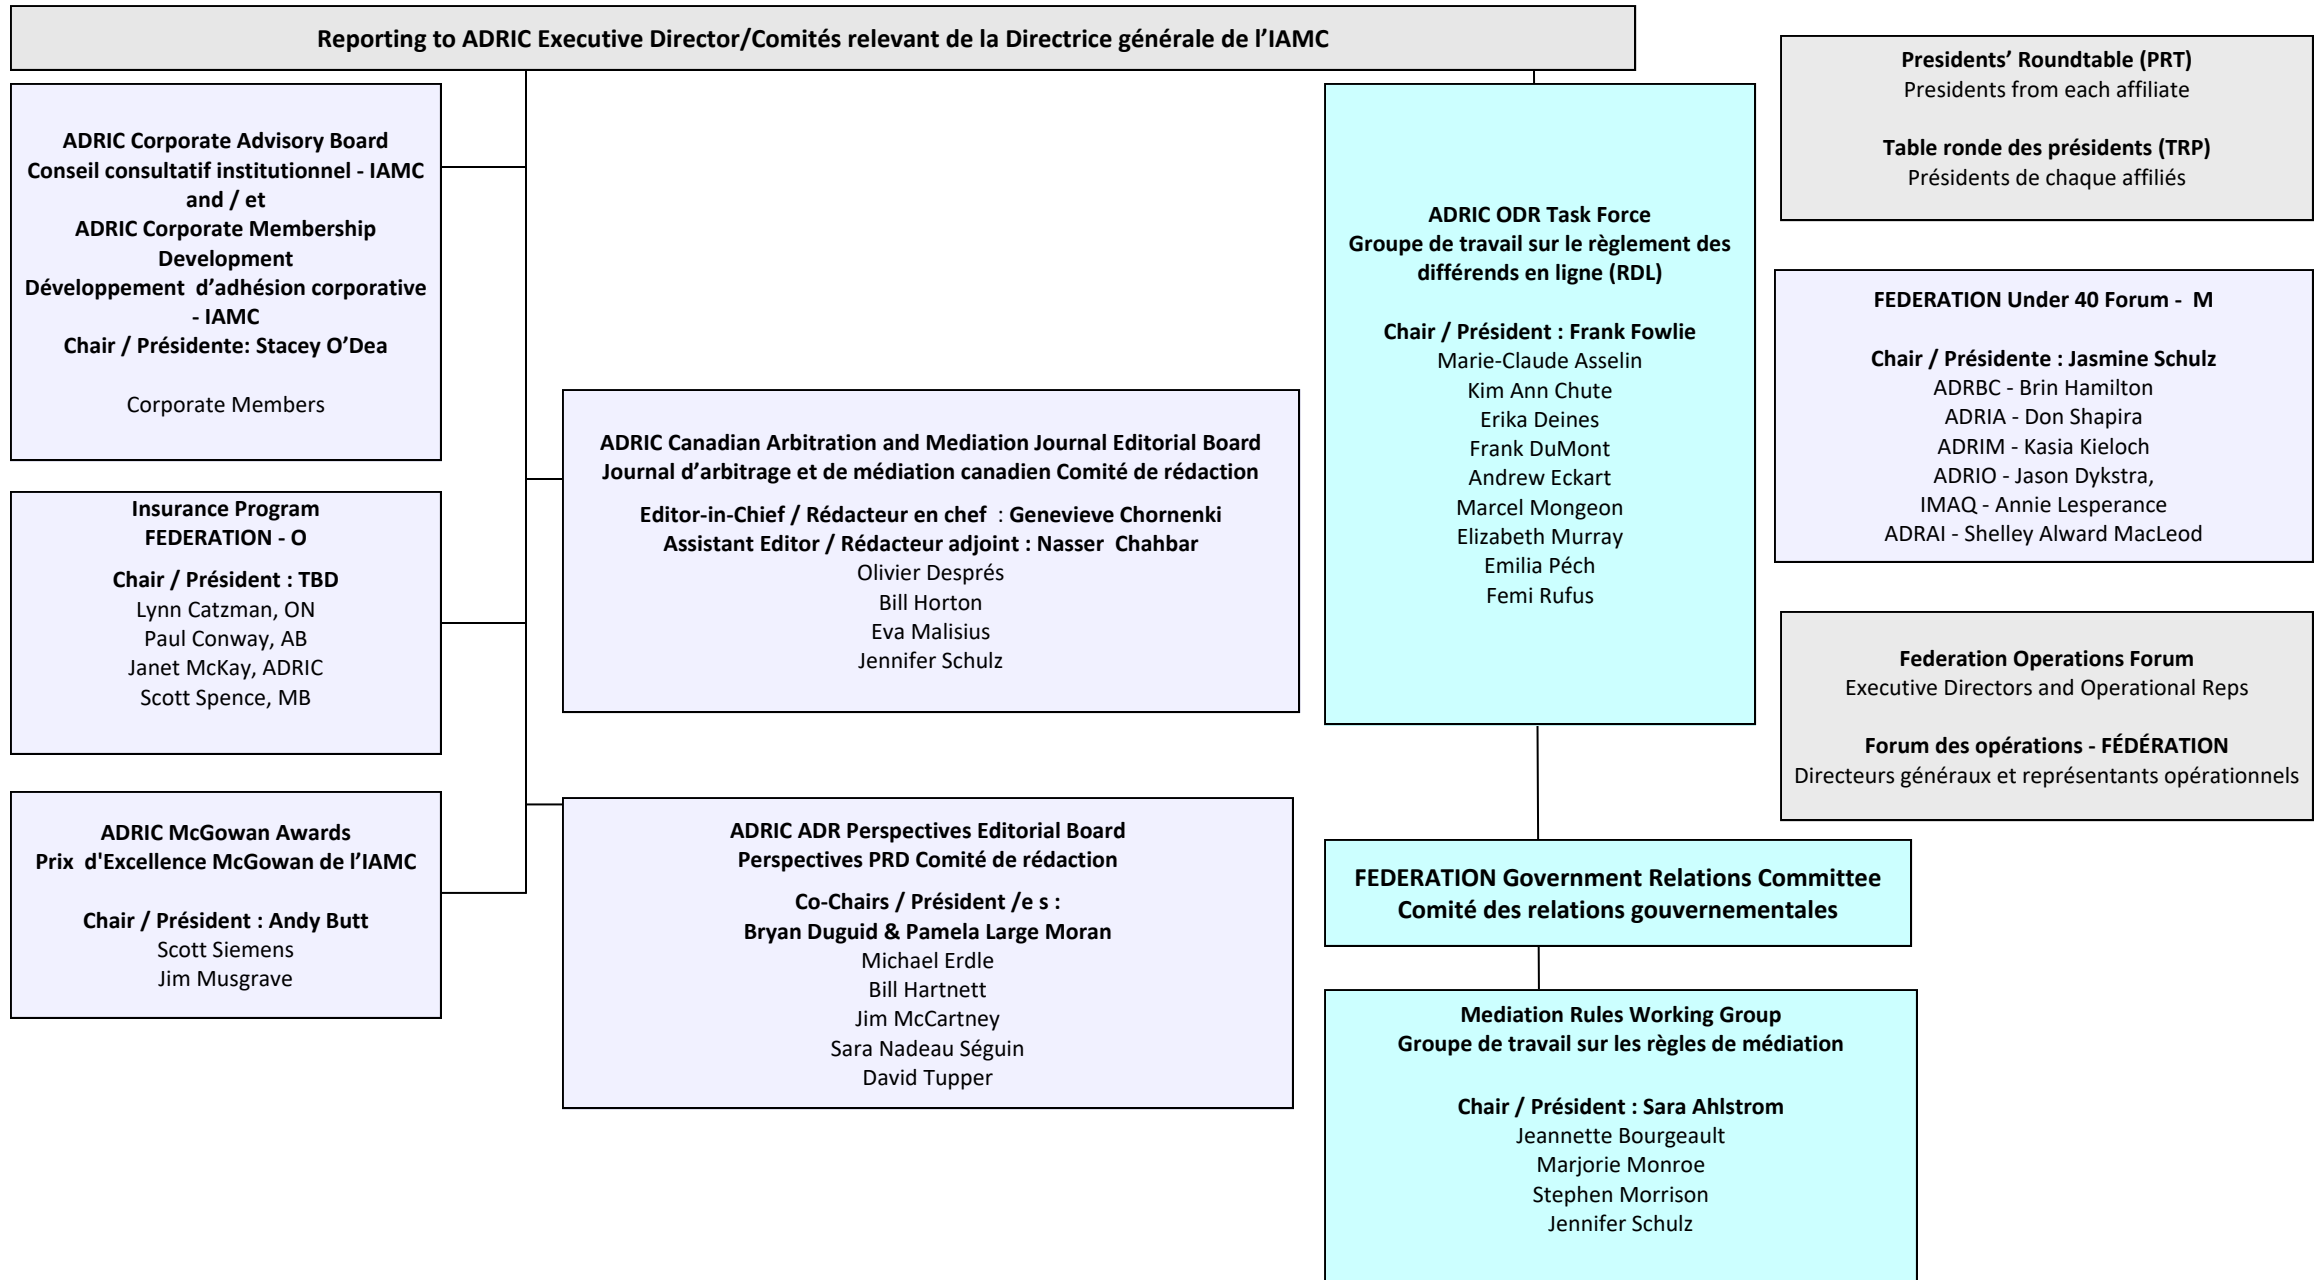 Reporting to ADRIC Executive Director/Comités relevant de la Directrice générale de l’IAMC
ADRIC Corporate Advisory Board
Conseil consultatif institutionnel - IAMC
and / et
ADRIC Corporate Membership
Development
Développement  d’adhésion corporative
- IAMC
Chair / Présidente: Stacey O’Dea
Corporate Members
Insurance Program
FEDERATION - O
Chair / Président : TBD
Lynn Catzman, ON
Paul Conway, AB
Janet McKay, ADRIC
Scott Spence, MB
ADRIC McGowan Awards
Prix  d'Excellence McGowan de l’IAMC
Chair / Président : Andy Butt
Scott Siemens
Jim Musgrave
ADRIC Canadian Arbitration and Mediation Journal Editorial Board
Journal d’arbitrage et de médiation canadien Comité de rédaction
Editor-in-Chief / Rédacteur en chef  : Genevieve Chornenki
Assistant Editor / Rédacteur adjoint : Nasser  Chahbar
Olivier Després
Bill Horton
Eva Malisius
Jennifer Schulz
ADRIC ADR Perspectives Editorial Board
Perspectives PRD Comité de rédaction
Co-Chairs / Président /e s :
Bryan Duguid & Pamela Large Moran
Michael Erdle
Bill Hartnett
Jim McCartney
Sara Nadeau Séguin
David Tupper
ADRIC ODR Task Force
Groupe de travail sur le règlement des
différends en ligne (RDL)
Chair / Président : Frank Fowlie
Marie-Claude Asselin
Kim Ann Chute
Erika Deines
Frank DuMont
Andrew Eckart
Marcel Mongeon
Elizabeth Murray
Emilia Péch
Femi Rufus
FEDERATION Government Relations Committee
Comité des relations gouvernementales
Mediation Rules Working Group
Groupe de travail sur les règles de médiation
Chair / Président : Sara Ahlstrom
Jeannette Bourgeault
Marjorie Monroe
Stephen Morrison
Jennifer Schulz
Presidents’ Roundtable (PRT)
Presidents from each affiliate
Table ronde des présidents (TRP)
Présidents de chaque affiliés
FEDERATION Under 40 Forum -  M
Chair / Présidente : Jasmine Schulz
ADRBC - Brin Hamilton
ADRIA - Don Shapira
ADRIM - Kasia Kieloch
ADRIO - Jason Dykstra,
IMAQ - Annie Lesperance
ADRAI - Shelley Alward MacLeod
Federation Operations Forum
Executive Directors and Operational Reps
Forum des opérations - FÉDÉRATION
Directeurs généraux et représentants opérationnels